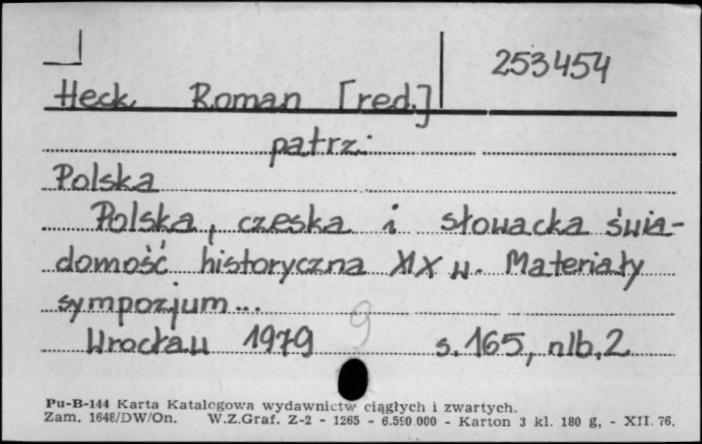 253454
Heck Roman [red.]
patrz:
Polska
Polska, czeska i słowacka świa-
domość historyczna XIX w. Materiały
sympozjum...
Wrocław 1979 s. 165, nlb. 2
9
Pu-B-144 Karta Katalogowa wydawnictw ciągłych i zwartych.
Zam. 1648/DW/On. W.Z.Graf. Z-2 - 1265 - 6.550.000 - Karton 3 kl. 180 g, - XII. 76.